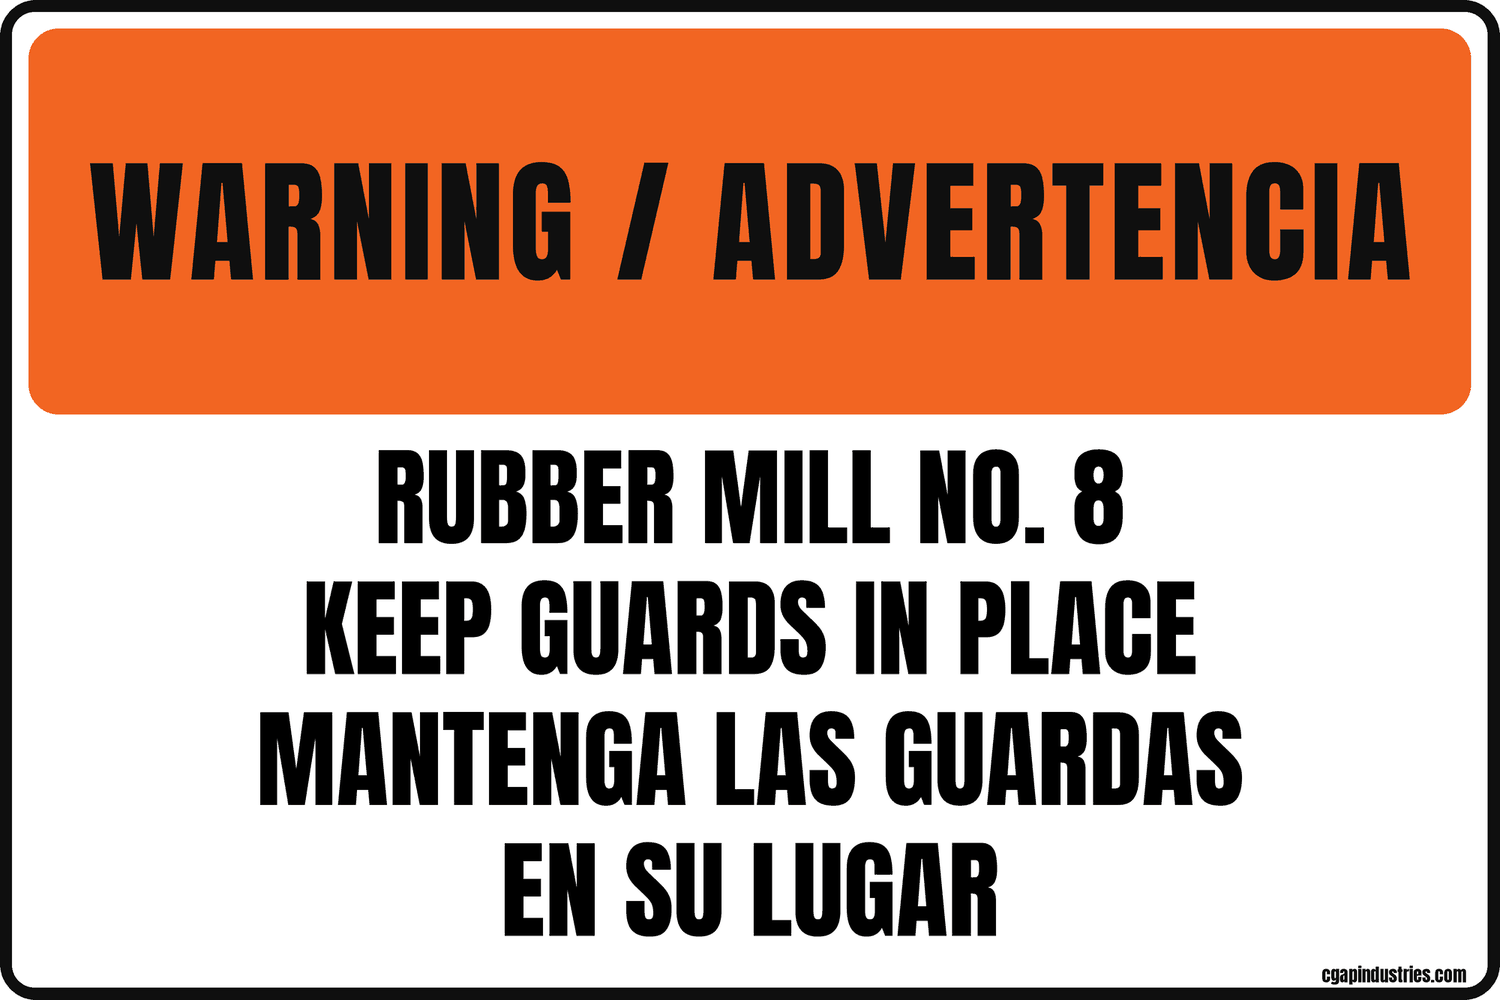 WARNING / ADVERTENCIA
RUBBER MILL NO. 8
KEEP GUARDS IN PLACE
MANTENGA LAS GUARDAS
EN SU LUGAR
cgapindustries.com